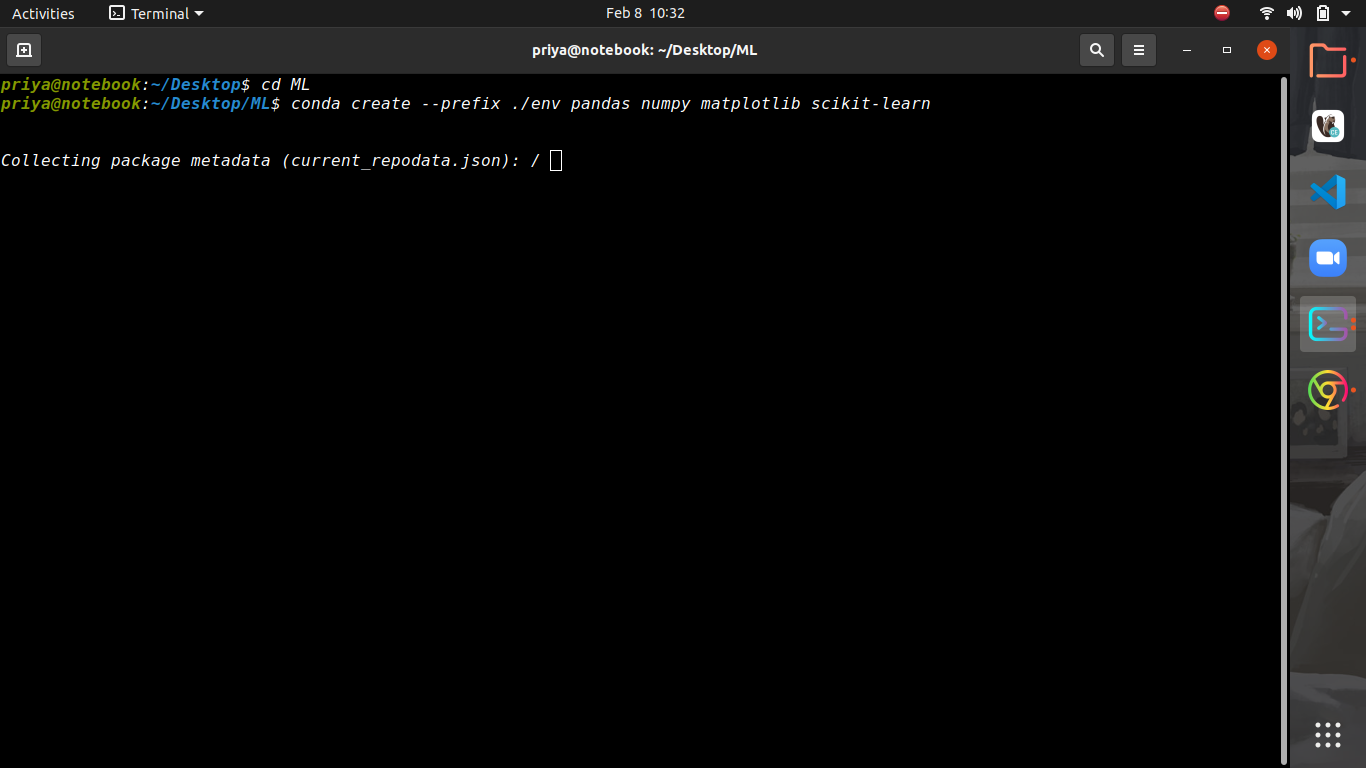 Activities
Terminal
Feb 8 10:32
priya@notebook: ~/Desktop/ML
priya@notebook:~/Desktop$ cd ML
priya@notebook:~/Desktop/ML$ conda create --prefix ./env pandas numpy matplotlib scikit-learn
Collecting package metadata (current_repodata.json): /
CE